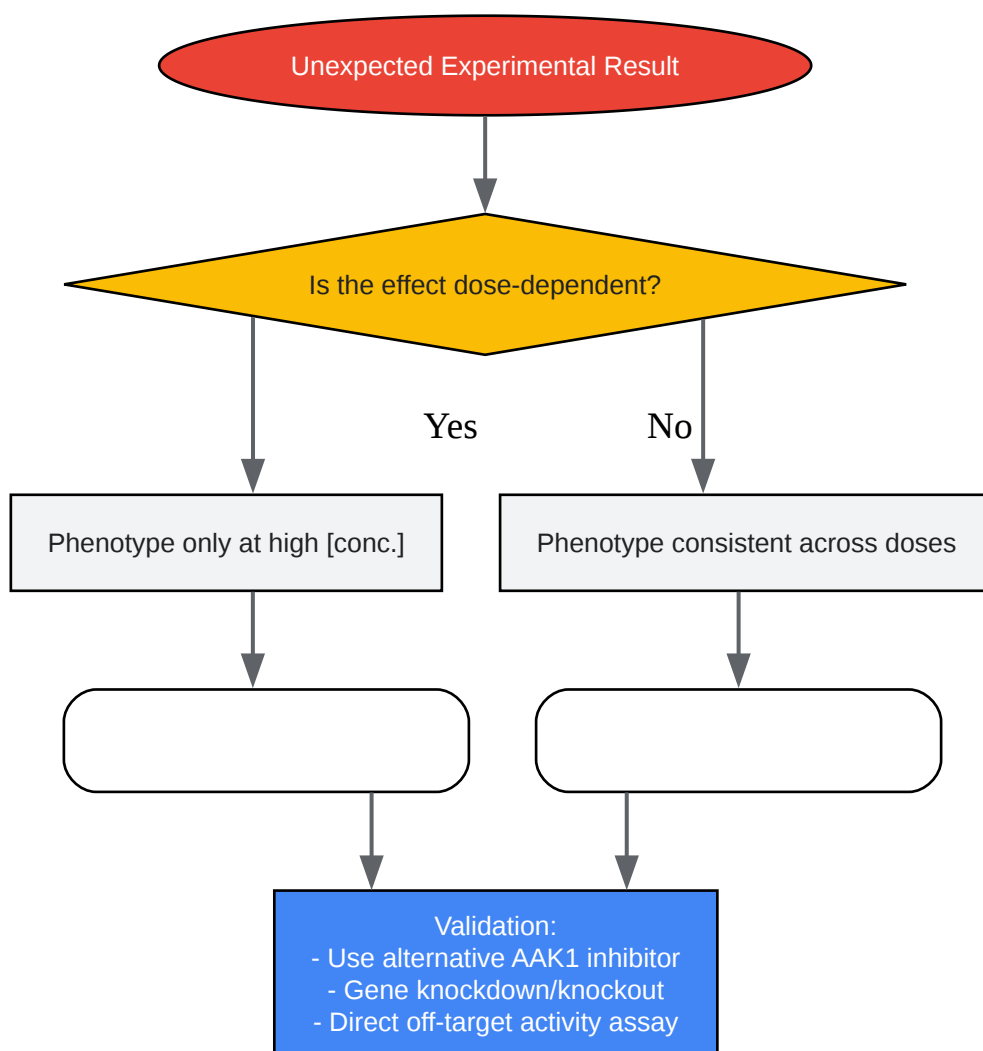 Unexpected Experimental Result
Is the effect dose-dependent?
Yes
No
Phenotype only at high [conc.]
Phenotype consistent across doses
Validation:
- Use alternative AAK1 inhibitor
- Gene knockdown/knockout
- Direct off-target activity assay